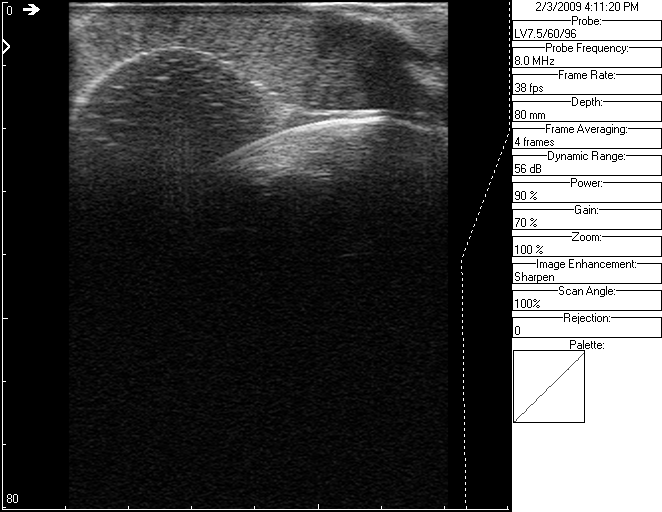 0
80
2/3/2009 4:11:20 PM
Probe:
LV7.5/60/96
Probe Frequency:
8.0 MHz
Frame Rate:
38 fps
Depth:
80 mm
Frame Averaging:
4 frames
Dynamic Range:
56 dB
Power:
90 %
Gain:
70 %
Zoom:
100 %
Image Enhancement:
Sharpen
Scan Angle:
100%
Rejection:
0
Palette: